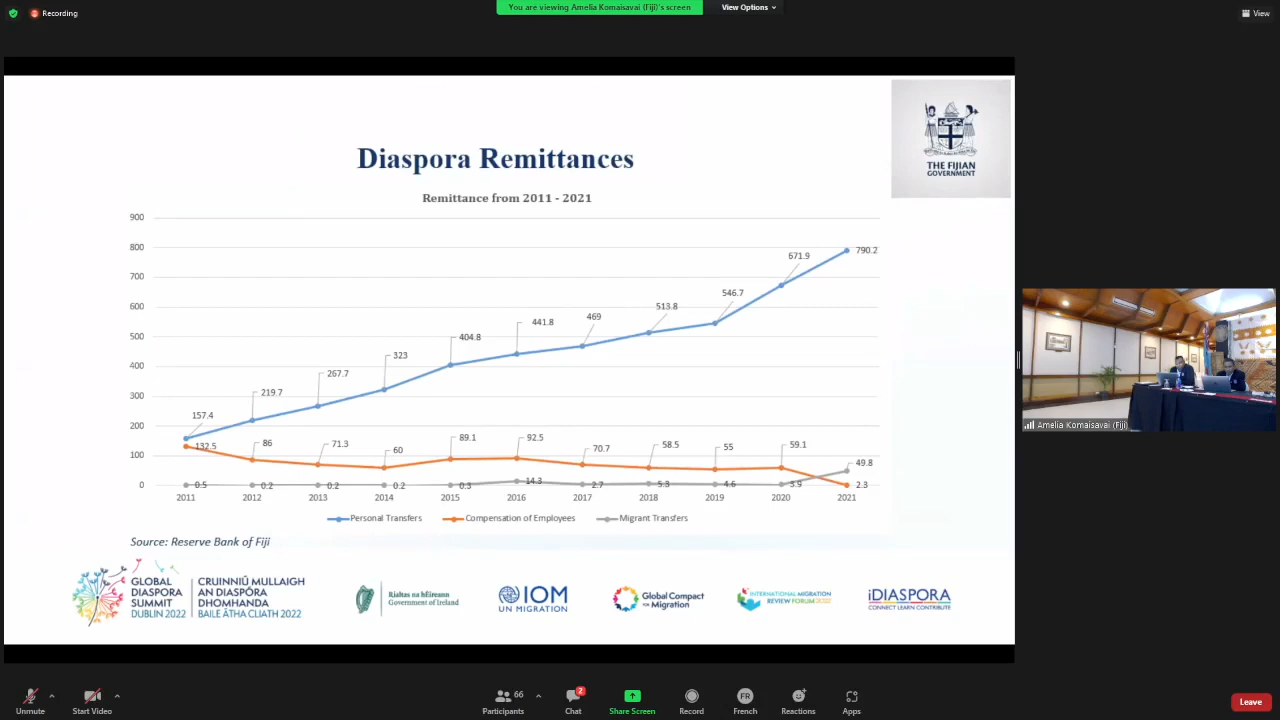 Recording
You are viewing Amelia Komaisavai (Fiji)'s screen
View Options
View
THE FIJIAN
GOVERNMENT
Diaspora Remittances
Remittance from 2011 - 2021
900
800
700
600
500
400
300
200
100
0
157.4
219.7
267.7
323
404.8
441.8
469
513.8
546.7
671.9
790.2
132.5
86
71.3
60
89.1
92.5
70.7
58.5
55
59.1
2.3
0.5
0.2
0.2
0.2
0.3
14.3
2.7
5.3
4.6
3.9
49.8
2011 2012 2013 2014 2015 2016 2017 2018 2019 2020 2021
Personal Transfers Compensation of Employees Migrant Transfers
Source: Reserve Bank of Fiji
GLOBAL
DIASPORA
SUMMIT
DUBLIN 2022
CRUINNIÚ MULLAIGH
AN DIASPÓRA
DHOMHANDA
BAILE ÁTHA CLIATH 2022
Rialtas na hÉireann
Government of Ireland
IOM
UN MIGRATION
Global Compact
for Migration
INTERNATIONAL MIGRATION
REVIEW FORUM 2022
iDIASPORA
CONNECT LEARN CONTRIBUTE
Amelia Komaisavai (Fiji)
Unmute
Start Video
66
Participants
2
Chat
Share Screen
Record
FR
French
Reactions
Apps
Leave